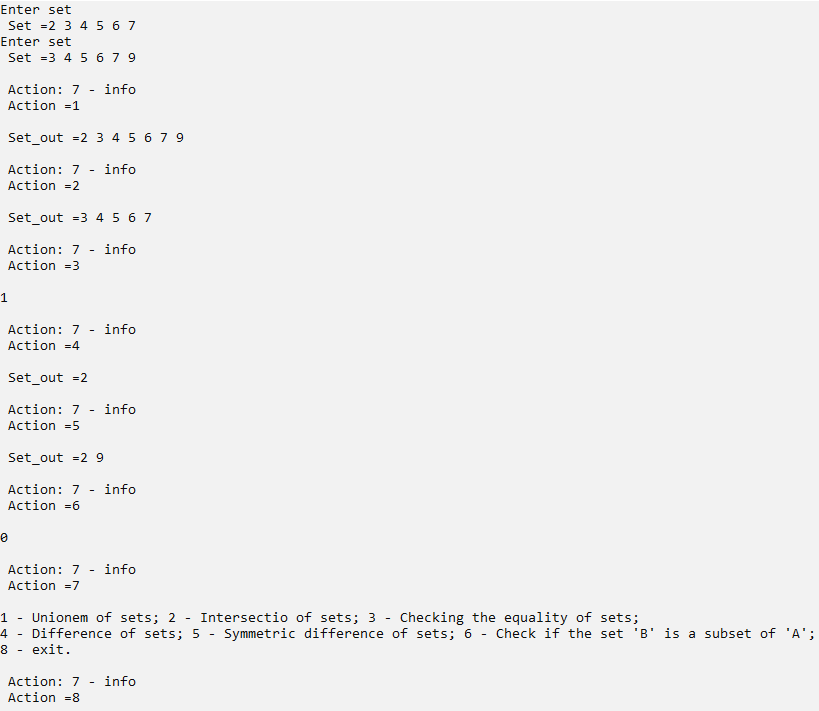 Enter set
Set =2 3 4 5 6 7
Enter set
Set =3 4 5 6 7 9
Action: 7 - info
Action =1
Set_out =2 3 4 5 6 7 9
Action: 7 - info
Action =2
Set_out =3 4 5 6 7
Action: 7 - info
Action =3
1
Action: 7 - info
Action =4
Set_out =2
Action: 7 - info
Action =5
Set_out =2 9
Action: 7 - info
Action =6
0
Action: 7 - info
Action =7
1 - Unionem of sets; 2 - Intersectio of sets; 3 - Checking the equality of sets;
4 - Difference of sets; 5 - Symmetric difference of sets; 6 - Check if the set 'B' is a subset of 'A';
8 - exit.
Action: 7 - info
Action =8